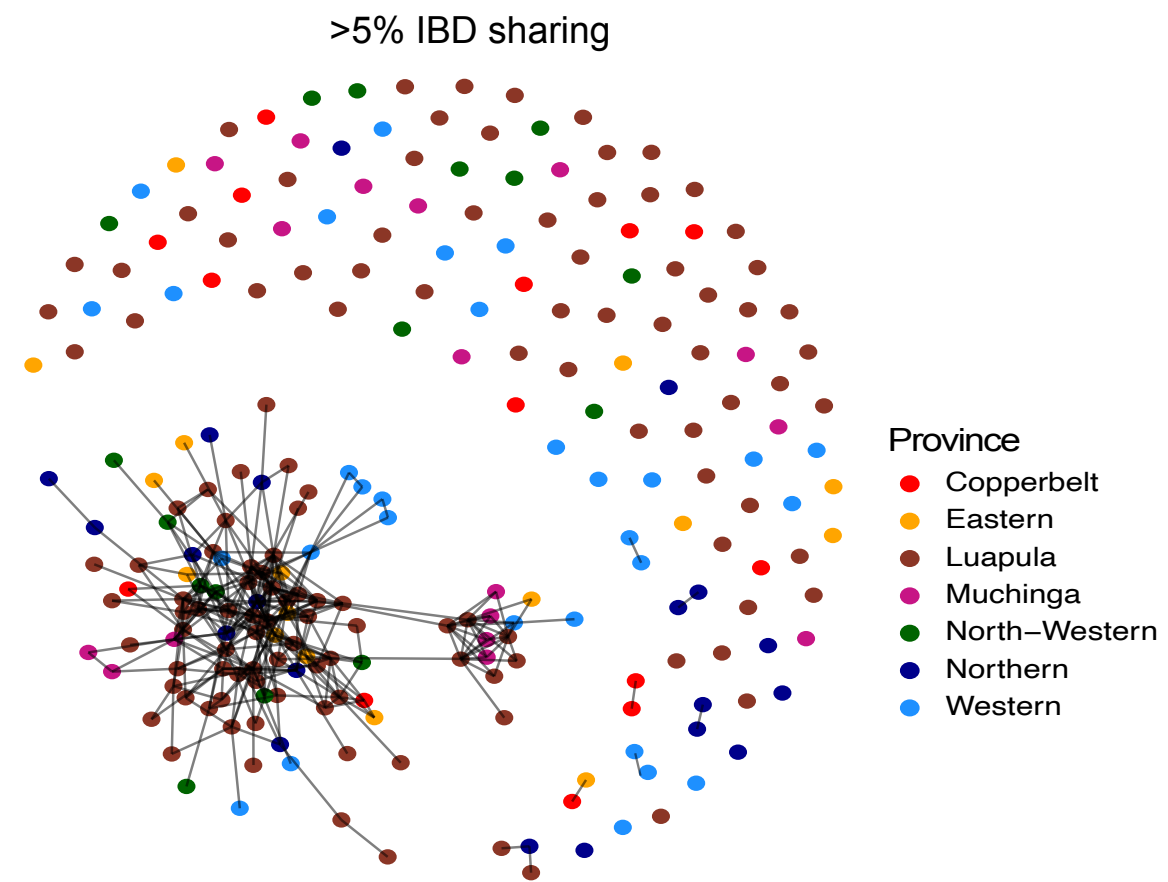 >5% IBD sharing
Province
Copperbelt
Eastern
Luapula
Muchinga
North−Western
Northern
Western